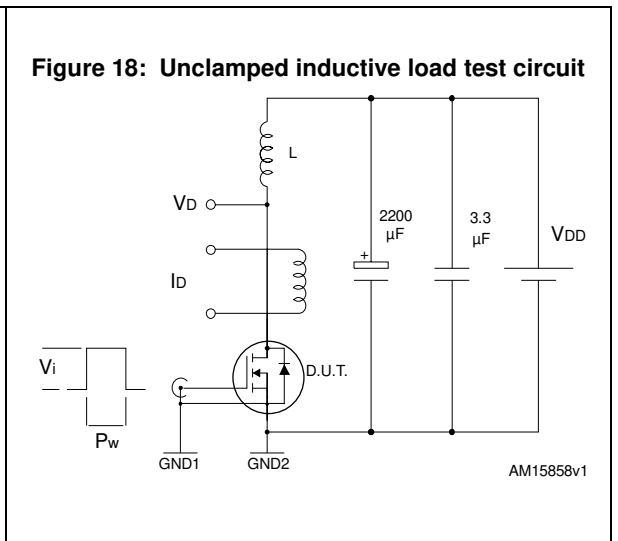 Figure 18: Unclamped inductive load test circuit
L
VD
2200
µF
3.3
µF
VDD
+
ID
Vi
D.U.T.
Pw
GND1
GND2
AM15858v1